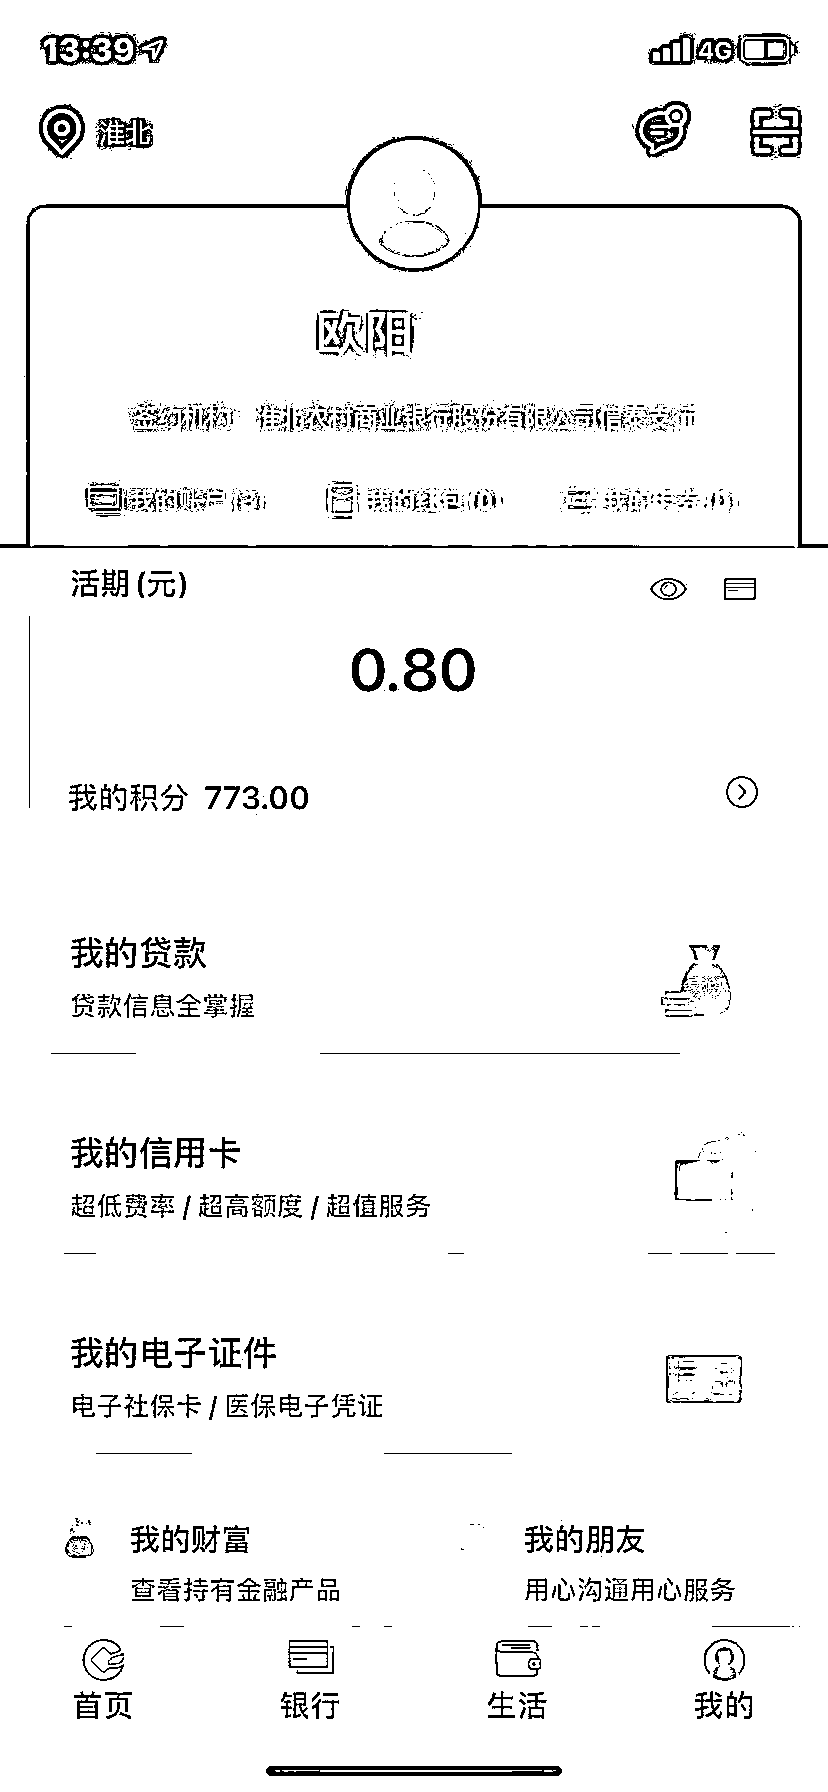 13:39 4G
淮北
欧阳
签约机构 淮北农村商业银行股份有限公司信泰支行
我的账户(3) 我的红包(0) 我的卡券(0)
活期(元)
0.80
我的积分 773.00
我的贷款
贷款信息全掌握
我的信用卡
超低费率 / 超高额度 / 超值服务
我的电子证件
电子社保卡 / 医保电子凭证
我的财富 我的朋友
查看持有金融产品 用心沟通用心服务
首页 银行 生活 我的